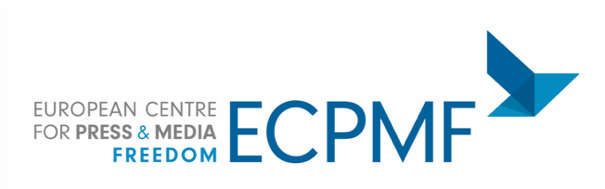 EUROPEAN CENTRE
FOR PRESS & MEDIA
FREEDOM
ECPMF